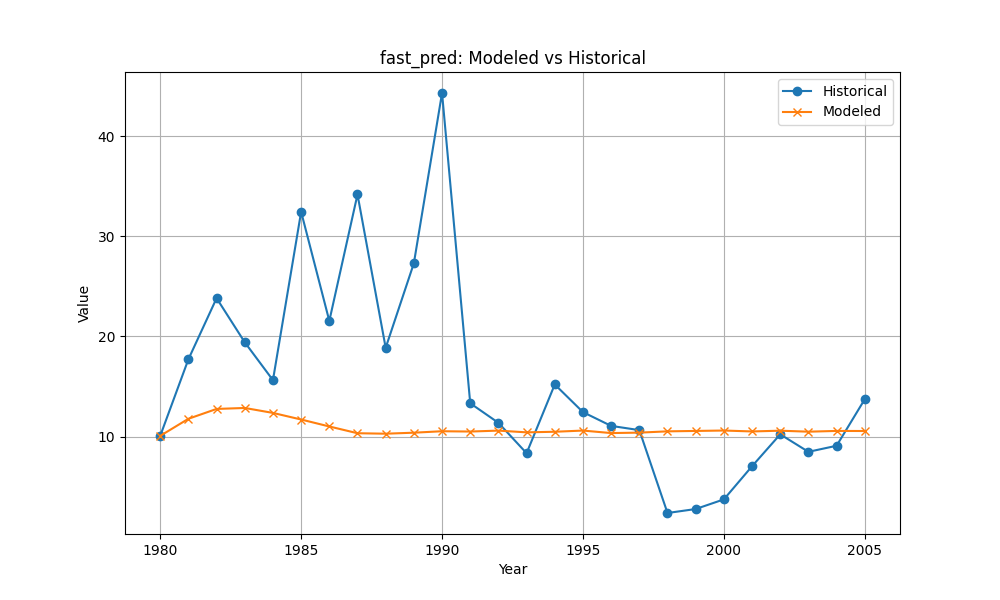 fast_pred: Modeled vs Historical
Historical
Modeled
Value
40
30
20
10
1980
1985
1990
1995
2000
2005
Year